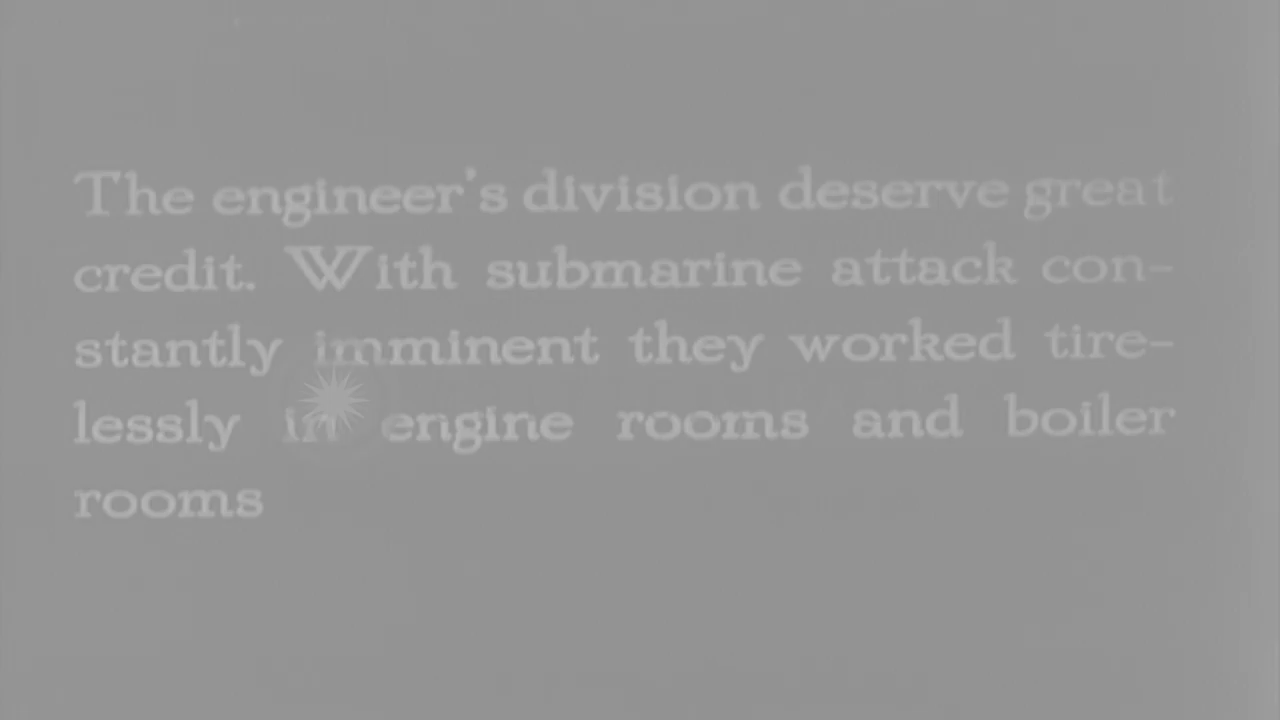 The engineer's division deserve great
credit. With submarine attack con-
stantly imminent they worked tire-
lessly in engine rooms and boiler
rooms